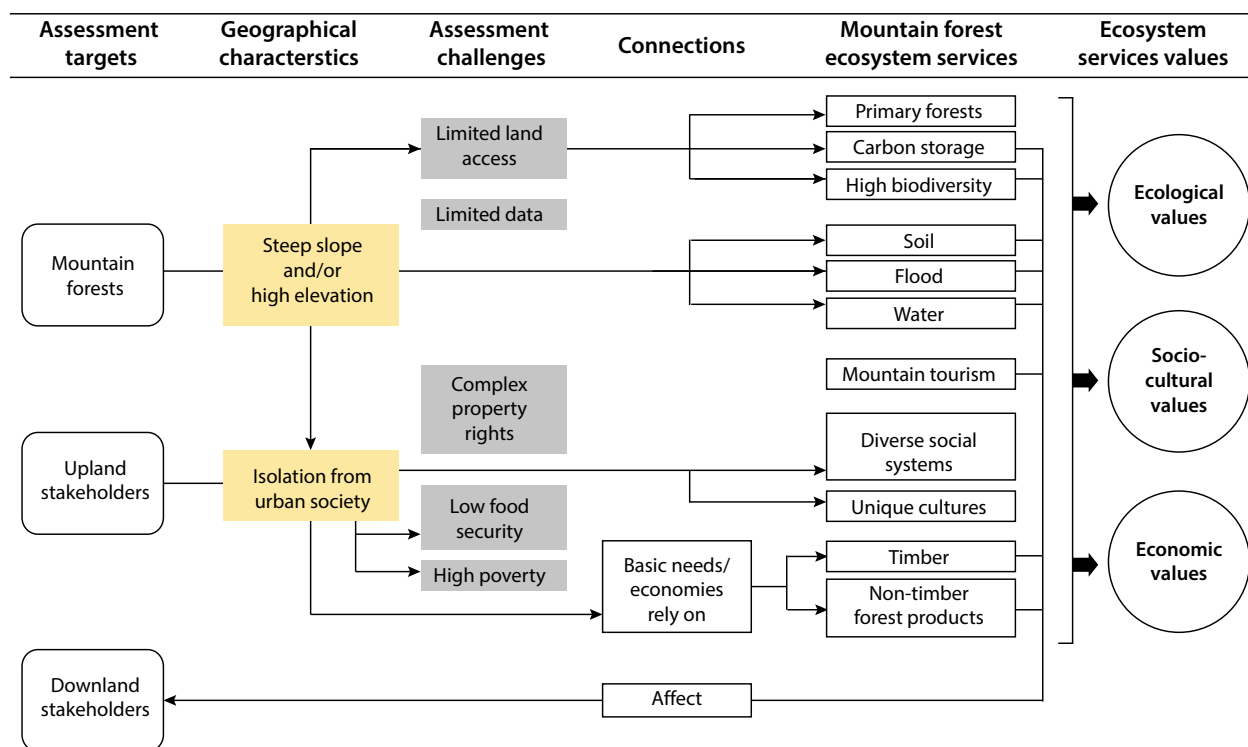 Assessment
targets
Geographical
characterstics
Assessment
challenges
Connections
Mountain forest
ecosystem services
Ecosystem
services values
Mountain
forests
Upland
stakeholders
Downland
stakeholders
Steep slope
and/or
high elevation
Isolation from
urban society
Limited land
access
Limited data
Complex
property
rights
Low food
security
High poverty
Basic needs/
economies
rely on
Affect
Primary forests
Carbon storage
High biodiversity
Soil
Flood
Water
Mountain tourism
Diverse social
systems
Unique cultures
Timber
Non-timber
forest products
Ecological
values
Socio-
cultural
values
Economic
values